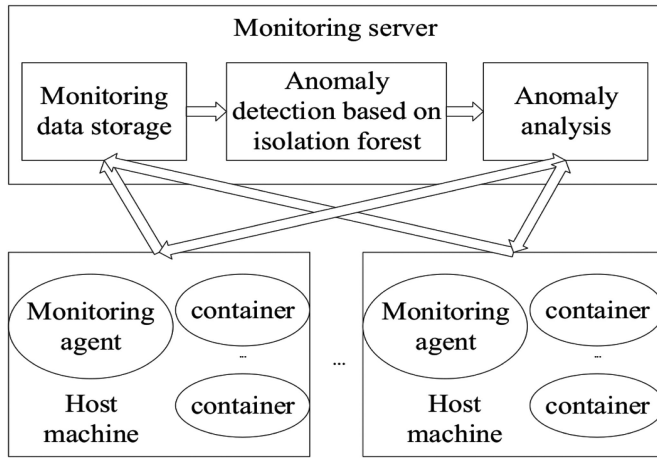 Monitoring server
Monitoring
data storage
Anomaly
detection based on
isolation forest
Anomaly
analysis
Monitoring
agent
container
...
container
Host
machine
...
Monitoring
agent
container
...
container
Host
machine